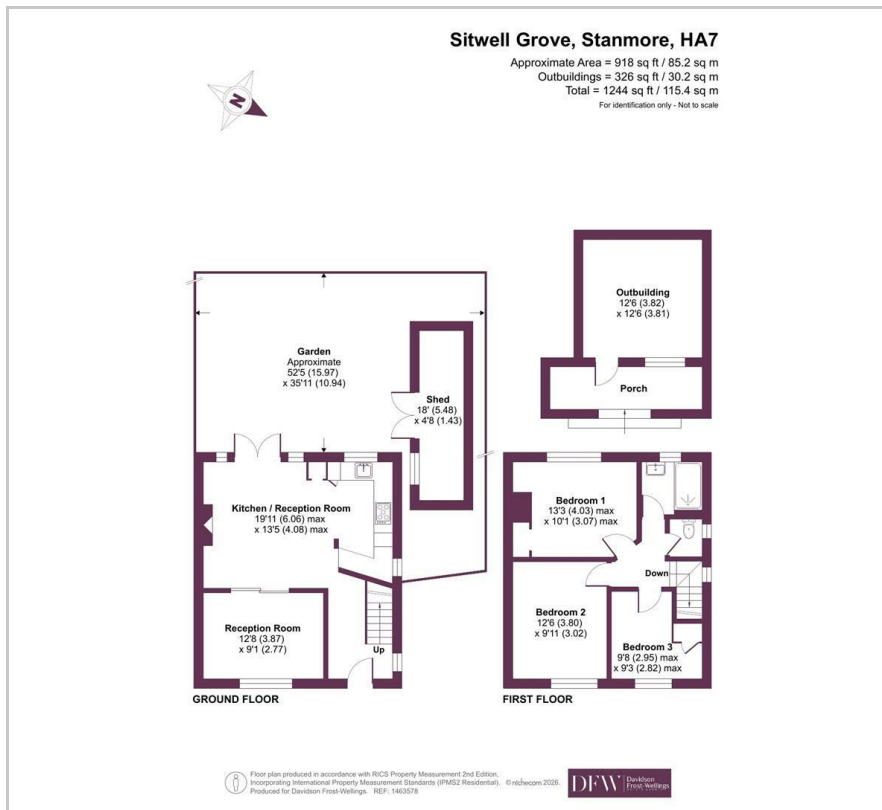 Sitwell Grove, Stanmore, HA7
Approximate Area = 918 sq ft / 85.2 sq m
Outbuildings = 326 sq ft / 30.2 sq m
Total = 1244 sq ft / 115.4 sq m
For identification only - Not to scale
N
Outbuilding
12'6 (3.82)
x 12'6 (3.81)
Porch
Garden
Approximate
52'5 (15.97)
x 35'11 (10.94)
Shed
18' (5.48)
x 4'8 (1.43)
Kitchen / Reception Room
19'11 (6.06) max
x 13'5 (4.08) max
Reception Room
12'8 (3.87)
x 9'1 (2.77)
Up
GROUND FLOOR
Bedroom 1
13'3 (4.03) max
x 10'1 (3.07) max
Down
Bedroom 2
12'6 (3.80)
x 9'11 (3.02)
Bedroom 3
9'8 (2.95) max
x 9'3 (2.82) max
FIRST FLOOR
Floor plan produced in accordance with RICS Property Measurement 2nd Edition,
Incorporating International Property Measurement Standards (IPMS2 Residential). © nichecom 2026.
Produced for Davidson Frost-Wellings. REF: 1463578
DFW Davidson
Frost-Wellings